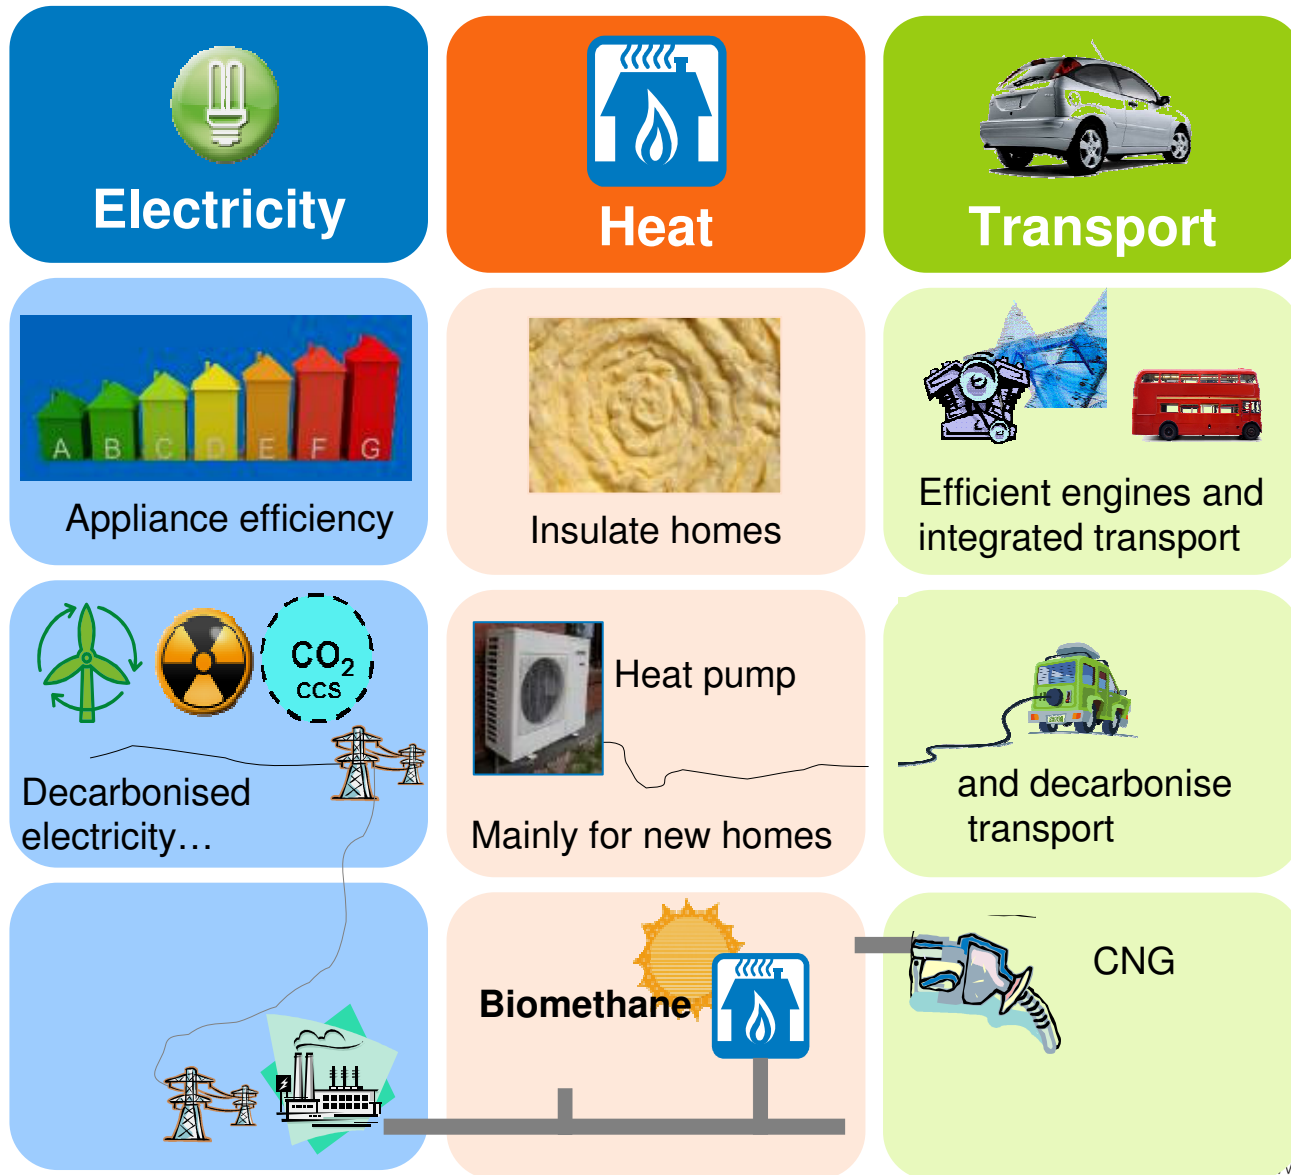 Electricity
Heat
Transport
A B C D E F G
Appliance efficiency
Insulate homes
Efficient engines and
integrated transport
CO2
CCS
Decarbonised
electricity…
Heat pump
Mainly for new homes
and decarbonise
transport
Biomethane
CNG